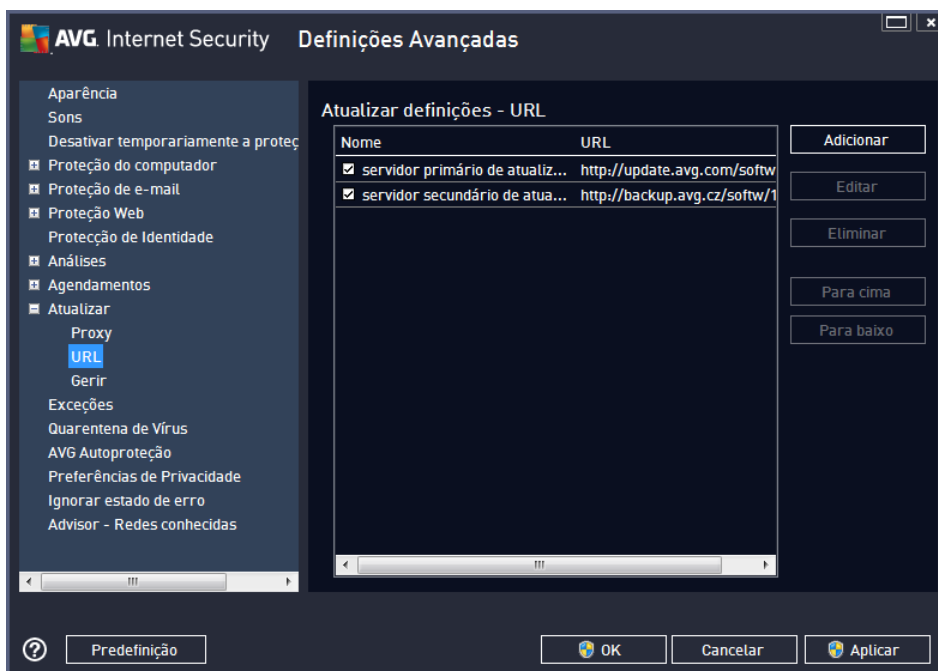 AVG. Internet Security Definições Avançadas
Aparência
Sons
Desativar temporariamente a proteç
Proteção do computador
Proteção de e-mail
Proteção Web
Protecção de Identidade
Análises
Agendamentos
Atualizar
Proxy
URL
Gerir
Exceções
Quarentena de Vírus
AVG Autoproteção
Preferências de Privacidade
Ignorar estado de erro
Advisor - Redes conhecidas
Atualizar definições - URL
Nome URL
servidor primário de atualiz... http://update.avg.com/softw
servidor secundário de atua... http://backup.avg.cz/softw/1
Adicionar
Editar
Eliminar
Para cima
Para baixo
Predefinição
OK
Cancelar
Aplicar